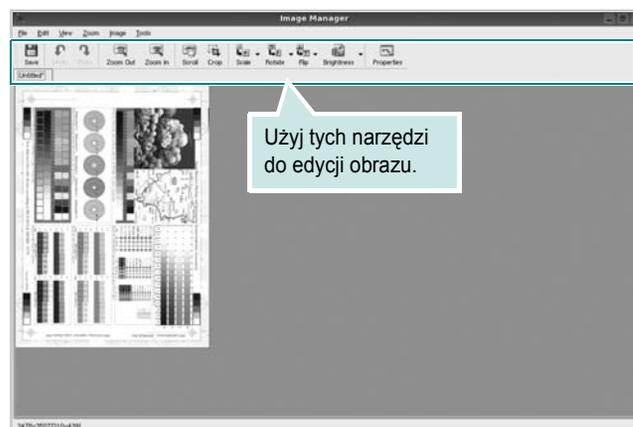 Image Manager
File Edit View Zoom Image Tools
Save Undo Redo Zoom Out Zoom In Scroll Crop Scale Rotate Flip Brightness Properties
Untitled*
Użyj tych narzędzi
do edycji obrazu.